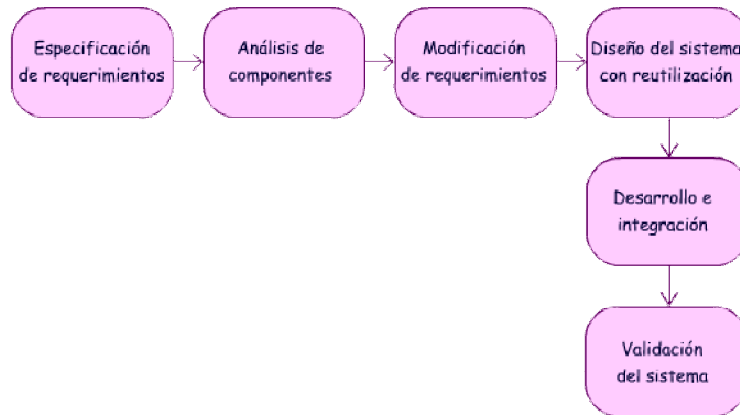 Especificación
de requerimientos
Análisis de
componentes
Modificación
de requerimientos
Diseño del sistema
con reutilización
Desarrollo e
integración
Validación
del sistema